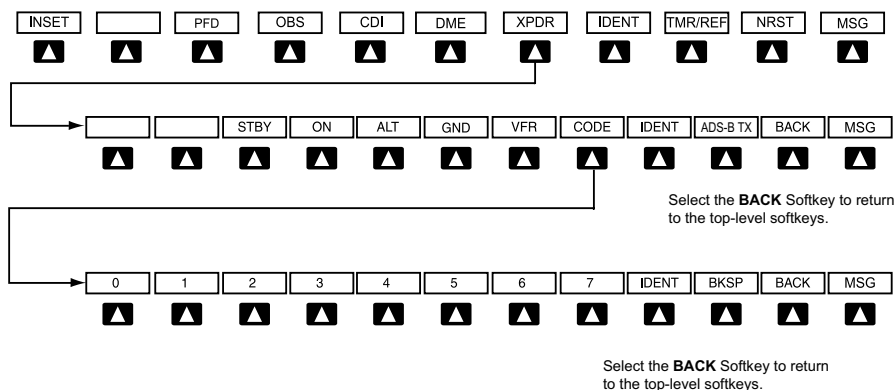 INSET PFD OBS CDI DME XPDR IDENT TMR/REF NRST MSG
STBY ON ALT GND VFR CODE IDENT ADS-B TX BACK MSG
Select the BACK Softkey to return
to the top-level softkeys.
0 1 2 3 4 5 6 7 IDENT BKSP BACK MSG
Select the BACK Softkey to return
to the top-level softkeys.